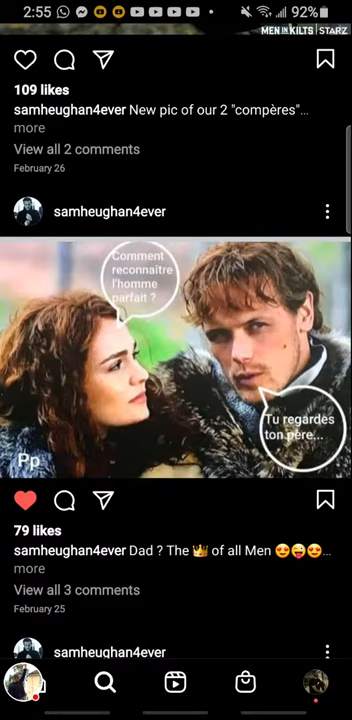 2:55
92%
MEN IN KILTS | STARZ
109 likes
samheughan4ever New pic of our 2 "compères"...
more
View all 2 comments
February 26
samheughan4ever
Comment
reconnaitre
l'homme
parfait ?
Tu regardes
ton père...
Pp
79 likes
samheughan4ever Dad ? The 👑 of all Men 😍😜😍...
more
View all 3 comments
February 25
samheughan4ever